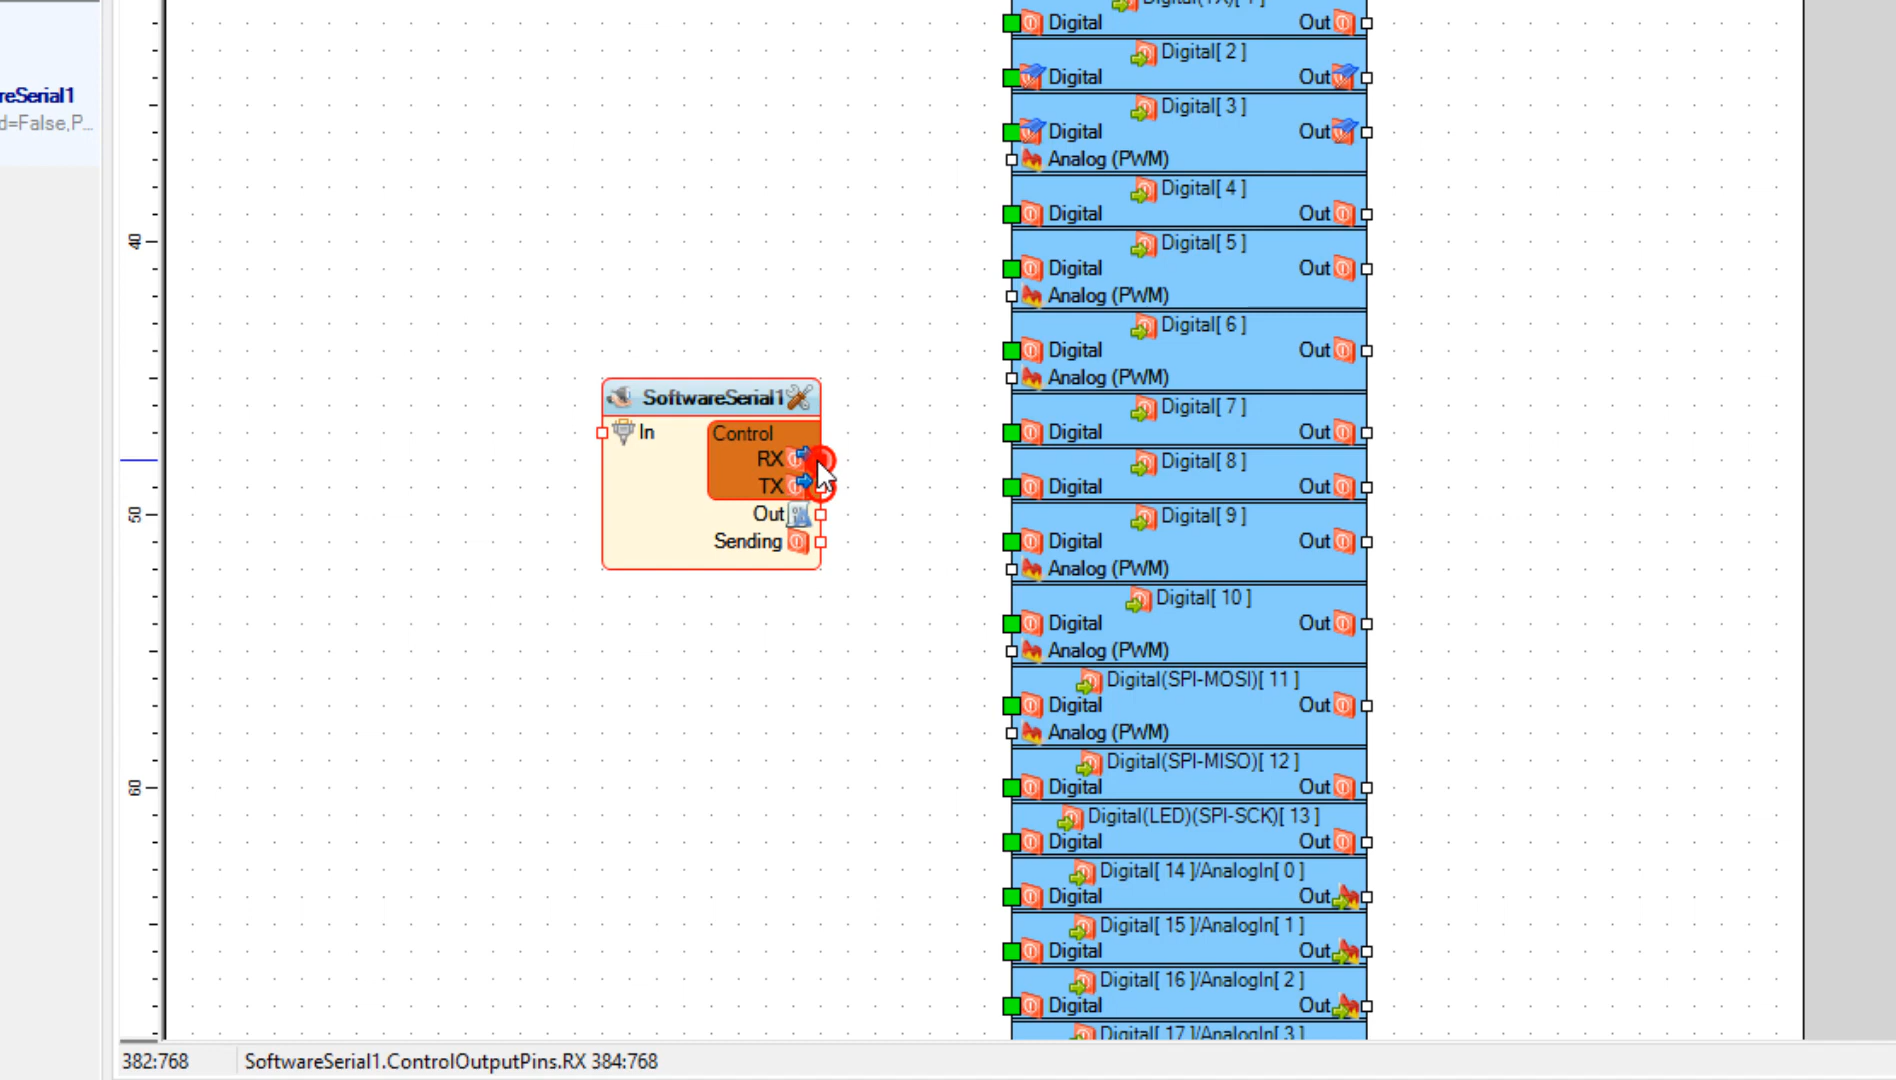 reSerial1
d=False,P...
40
50
60
SoftwareSerial1
In
Control
RX
TX
Out
Sending
Digital(TX)[ 1 ]
Digital Out
Digital[ 2 ]
Digital Out
Digital[ 3 ]
Digital Out
Analog (PWM)
Digital[ 4 ]
Digital Out
Digital[ 5 ]
Digital Out
Analog (PWM)
Digital[ 6 ]
Digital Out
Analog (PWM)
Digital[ 7 ]
Digital Out
Digital[ 8 ]
Digital Out
Digital[ 9 ]
Digital Out
Analog (PWM)
Digital[ 10 ]
Digital Out
Analog (PWM)
Digital(SPI-MOSI)[ 11 ]
Digital Out
Analog (PWM)
Digital(SPI-MISO)[ 12 ]
Digital Out
Digital(LED)(SPI-SCK)[ 13 ]
Digital Out
Digital[ 14 ]/AnalogIn[ 0 ]
Digital Out
Digital[ 15 ]/AnalogIn[ 1 ]
Digital Out
Digital[ 16 ]/AnalogIn[ 2 ]
Digital Out
Digital[ 17 ]/AnalogIn[ 3 ]
382:768
SoftwareSerial1.ControlOutputPins.RX 384:768